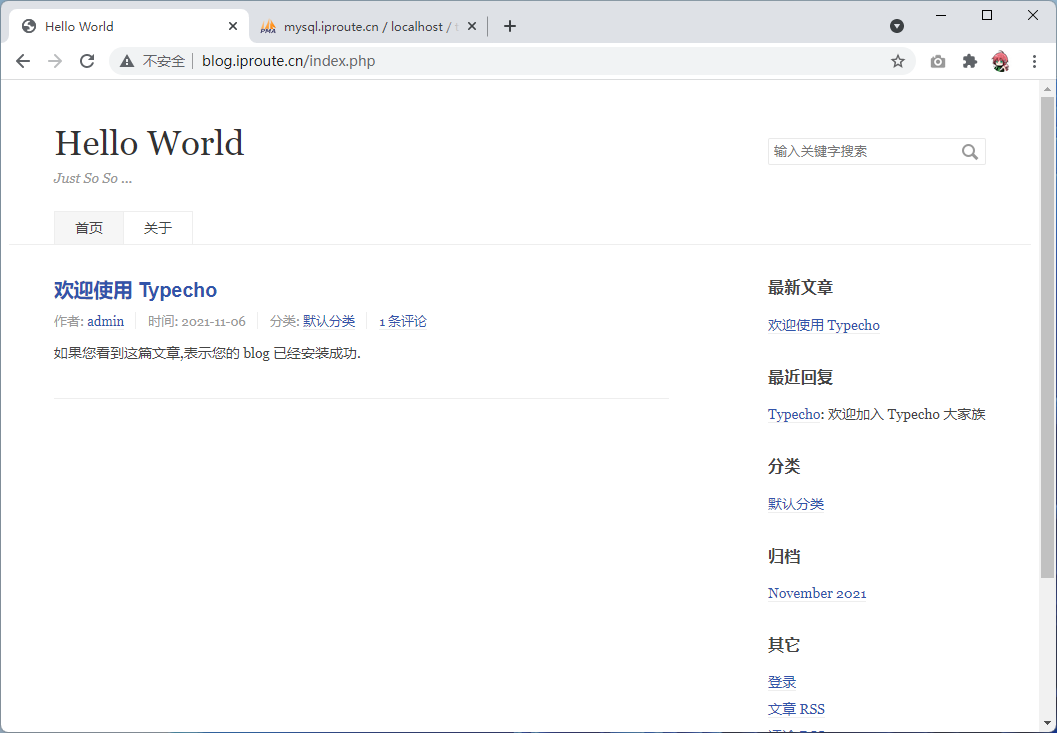 Hello World
mysql.iproute.cn / localhost /
不安全
blog.iproute.cn/index.php
Hello World
输入关键字搜索
Just So So ...
首页 关于
欢迎使用 Typecho
作者: admin 时间: 2021-11-06 分类: 默认分类 1 条评论
如果您看到这篇文章,表示您的 blog 已经安装成功.
最新文章
欢迎使用 Typecho
最近回复
Typecho: 欢迎加入 Typecho 大家族
分类
默认分类
归档
November 2021
其它
登录
文章 RSS